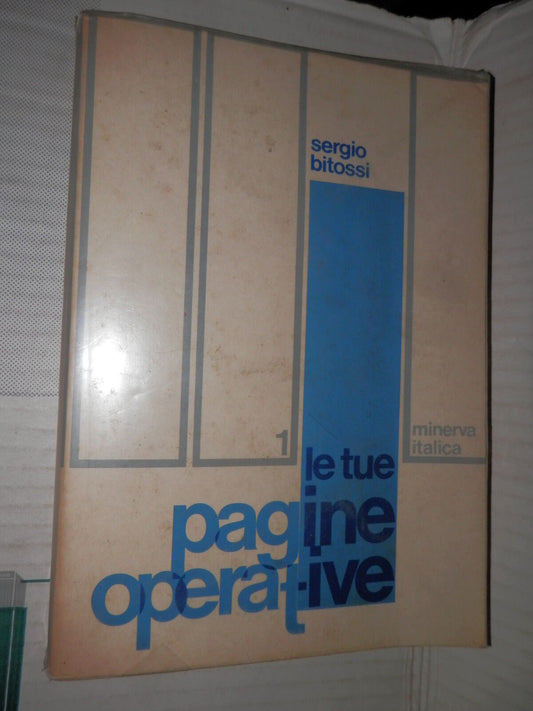 sergio
bitossi
1
minerva
italica
le tue
pagine
operative